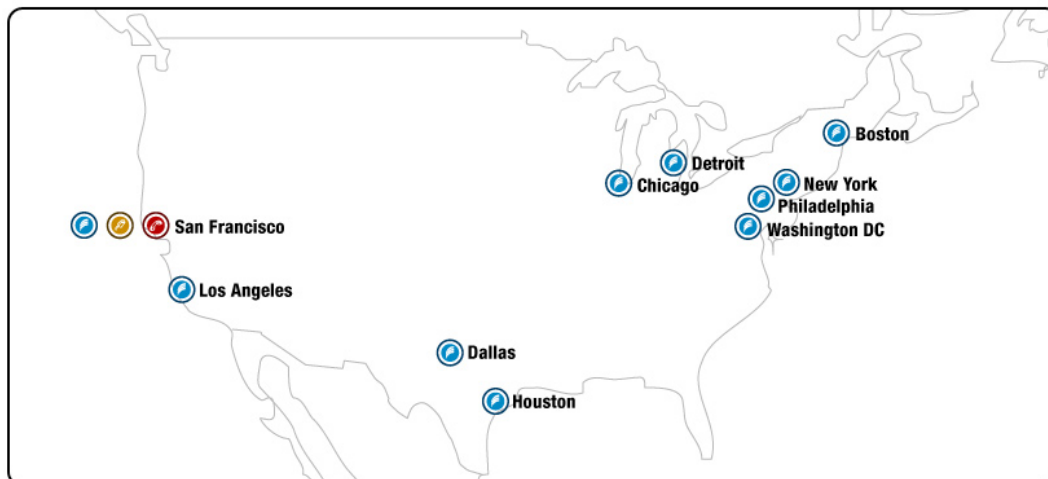 Boston
Detroit
Chicago
New York
Philadelphia
San Francisco
Washington DC
Los Angeles
Dallas
Houston